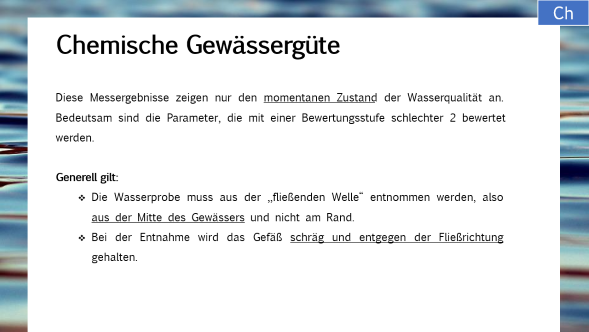 Ch
Chemische Gewässergüte
Diese Messergebnisse zeigen nur den momentanen Zustand der Wasserqualität an.
Bedeutsam sind die Parameter, die mit einer Bewertungsstufe schlechter 2 bewertet
werden.
Generell gilt:
❖ Die Wasserprobe muss aus der „fließenden Welle“ entnommen werden, also
aus der Mitte des Gewässers und nicht am Rand.
❖ Bei der Entnahme wird das Gefäß schräg und entgegen der Fließrichtung
gehalten.